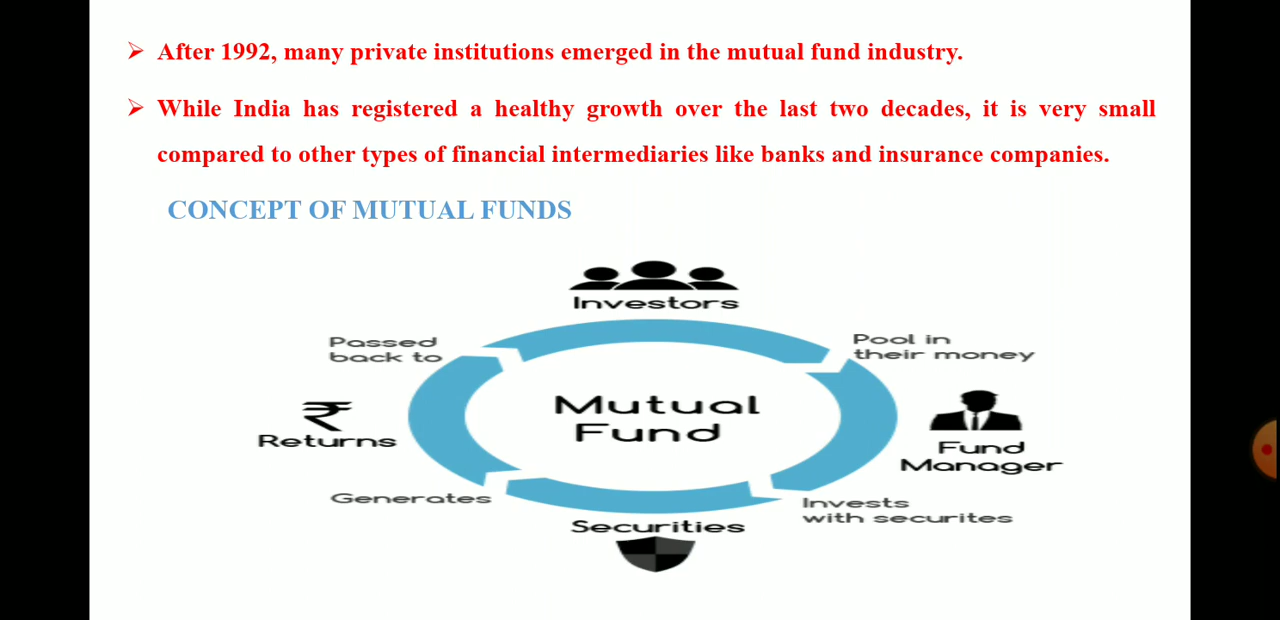 After 1992, many private institutions emerged in the mutual fund industry.
While India has registered a healthy growth over the last two decades, it is very small
compared to other types of financial intermediaries like banks and insurance companies.
CONCEPT OF MUTUAL FUNDS
Investors
Passed
back to
Pool in
their money
Mutual
Fund
₹
Returns
Fund
Manager
Generates
Invests
with securites
Securities